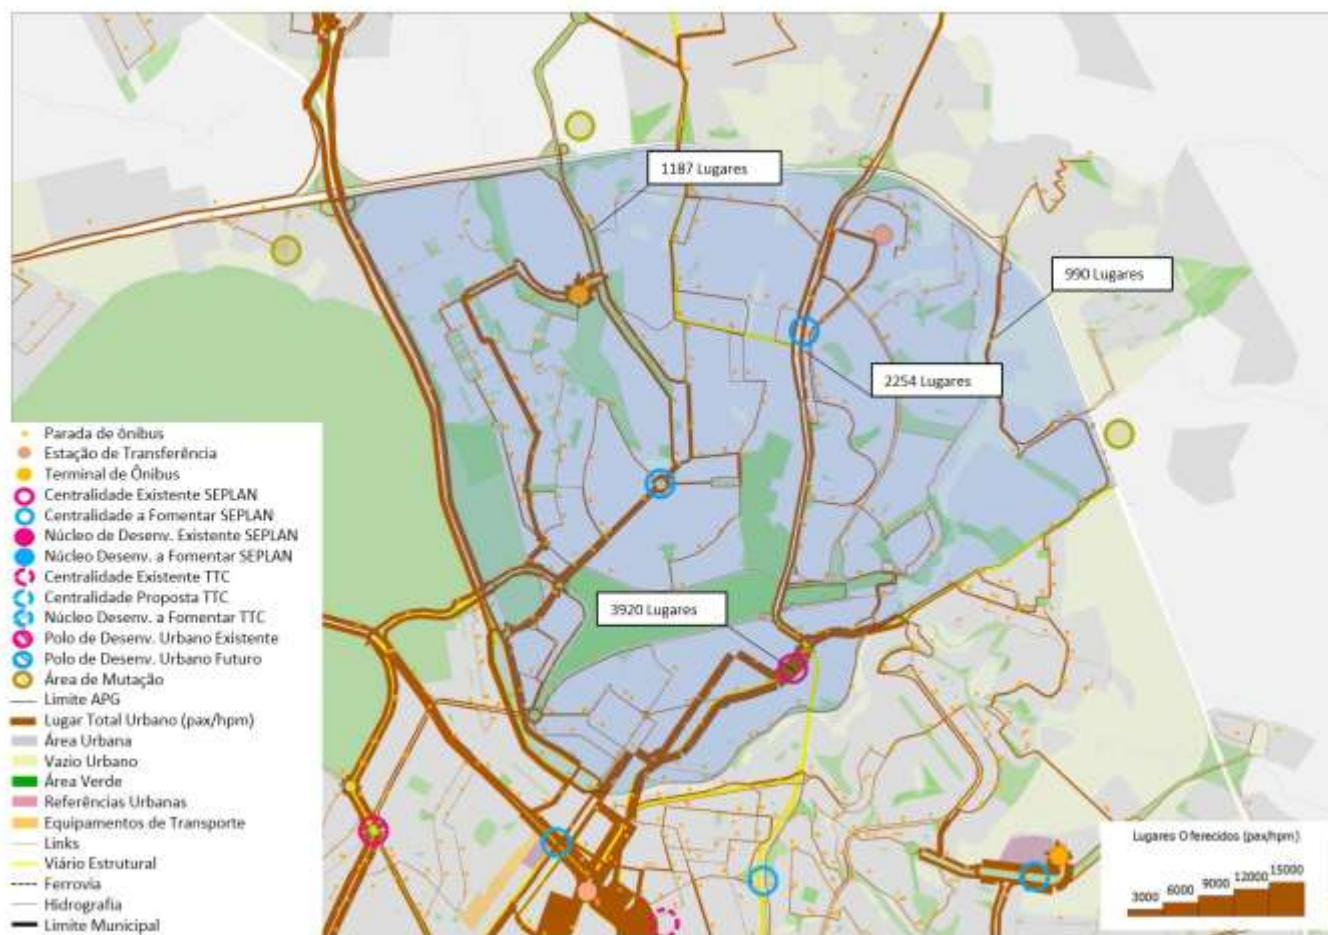 1187 Lugares
990 Lugares
2254 Lugares
3920 Lugares
Parada de ônibus
Estação de Transferência
Terminal de Ônibus
Centralidade Existente SEPLAN
Centralidade a Fomentar SEPLAN
Núcleo de Desenv. Existente SEPLAN
Núcleo Desenv. a Fomentar SEPLAN
Centralidade Existente TTC
Centralidade Proposta TTC
Núcleo Desenv. a Fomentar TTC
Polo de Desenv. Urbano Existente
Polo de Desenv. Urbano Futuro
Área de Mutação
Limite APG
Lugar Total Urbano (pax/hpm)
Área Urbana
Vazio Urbano
Área Verde
Referências Urbanas
Equipamentos de Transporte
Links
Viário Estrutural
Ferrovia
Hidrografia
Limite Municipal
Lugares Oferecidos (pax/hpm)
3000 6000 9000 12000 15000